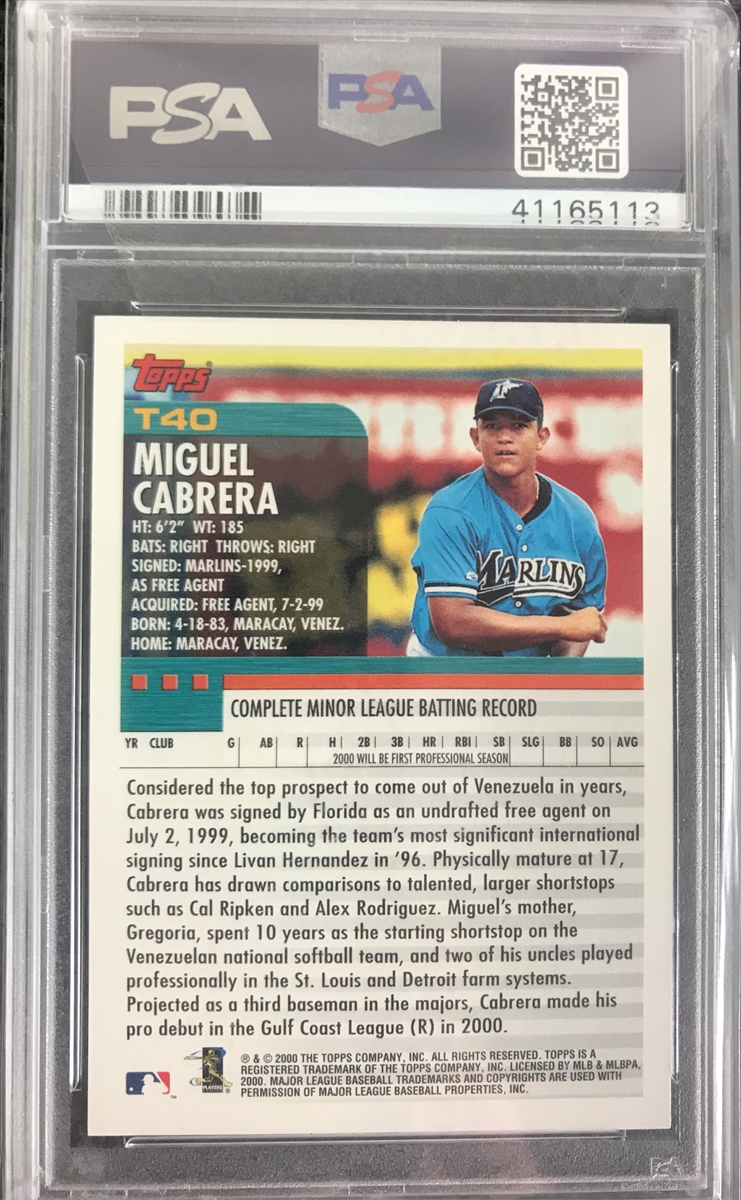 PSA
PSA
41165113
Topps®
T40
MIGUEL
CABRERA
HT: 6'2" WT: 185
BATS: RIGHT THROWS: RIGHT
SIGNED: MARLINS-1999,
AS FREE AGENT
ACQUIRED: FREE AGENT, 7-2-99
BORN: 4-18-83, MARACAY, VENEZ.
HOME: MARACAY, VENEZ.
F
MARLINS
COMPLETE MINOR LEAGUE BATTING RECORD
YR CLUB G AB R H 2B 3B HR RBI SB SLG BB SO AVG
2000 WILL BE FIRST PROFESSIONAL SEASON
Considered the top prospect to come out of Venezuela in years,
Cabrera was signed by Florida as an undrafted free agent on
July 2, 1999, becoming the team's most significant international
signing since Livan Hernandez in '96. Physically mature at 17,
Cabrera has drawn comparisons to talented, larger shortstops
such as Cal Ripken and Alex Rodriguez. Miguel's mother,
Gregoria, spent 10 years as the starting shortstop on the
Venezuelan national softball team, and two of his uncles played
professionally in the St. Louis and Detroit farm systems.
Projected as a third baseman in the majors, Cabrera made his
pro debut in the Gulf Coast League (R) in 2000.
® & © 2000 THE TOPPS COMPANY, INC. ALL RIGHTS RESERVED. TOPPS IS A
REGISTERED TRADEMARK OF THE TOPPS COMPANY, INC. LICENSED BY MLB & MLBPA,
2000. MAJOR LEAGUE BASEBALL TRADEMARKS AND COPYRIGHTS ARE USED WITH
PERMISSION OF MAJOR LEAGUE BASEBALL PROPERTIES, INC.
PLAYERS
TM